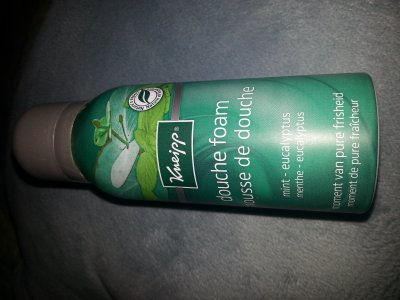 Kneipp®
douche foam
mousse de douche
mint - eucalyptus
menthe - eucalyptus
moment van pure frisheid
moment de pure fraîcheur